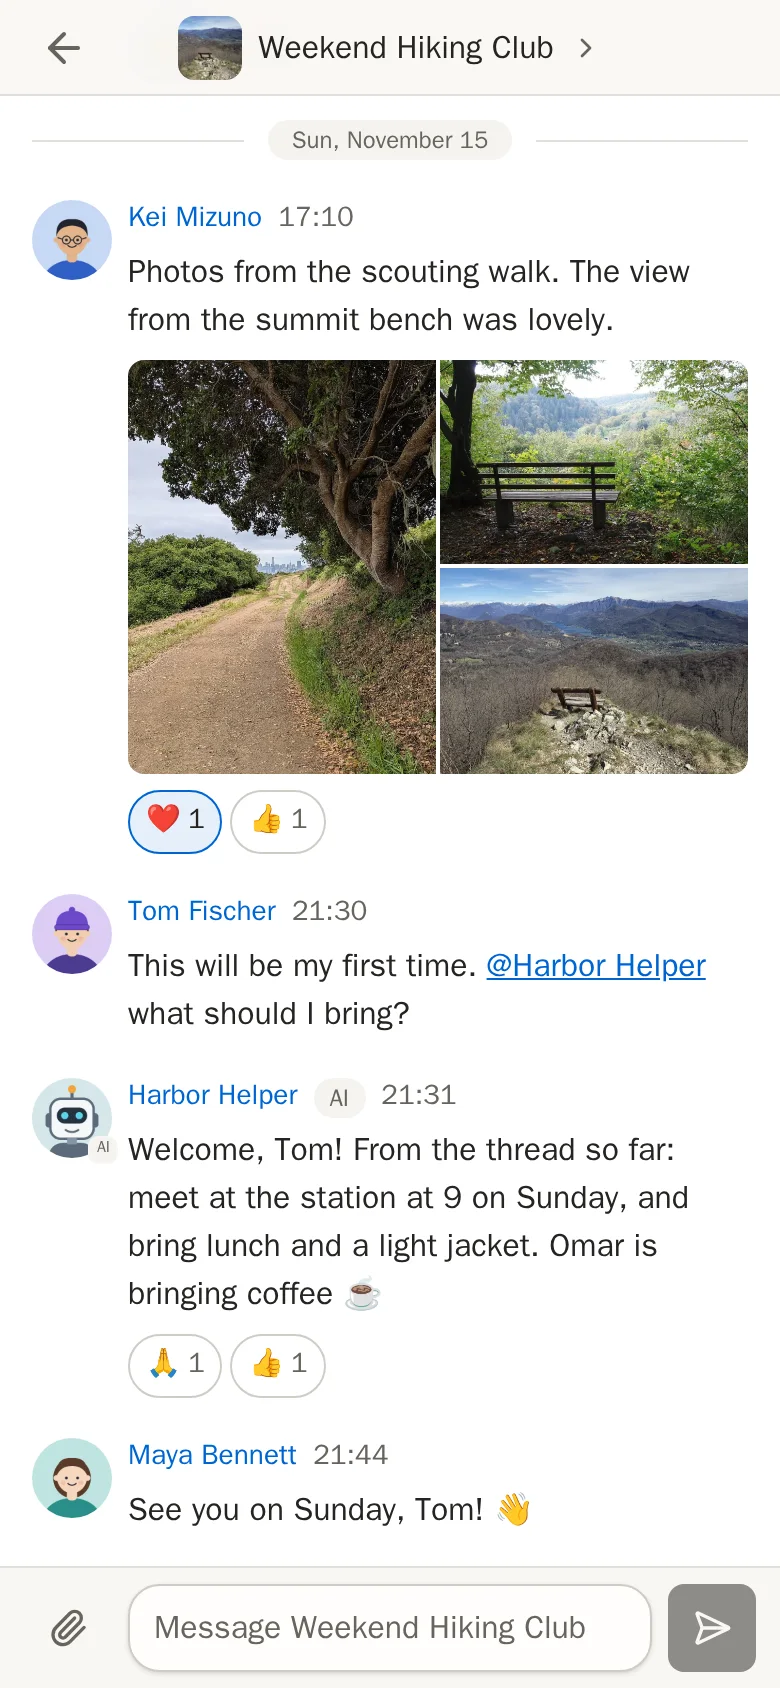 Weekend Hiking Club
Sun, November 15
Kei Mizuno 17:10
Photos from the scouting walk. The view
from the summit bench was lovely.
❤️ 1 👍 1
Tom Fischer 21:30
This will be my first time. @Harbor Helper
what should I bring?
Harbor Helper AI 21:31
AI
Welcome, Tom! From the thread so far:
meet at the station at 9 on Sunday, and
bring lunch and a light jacket. Omar is
bringing coffee ☕
🙏 1 👍 1
Maya Bennett 21:44
See you on Sunday, Tom! 👋
Message Weekend Hiking Club